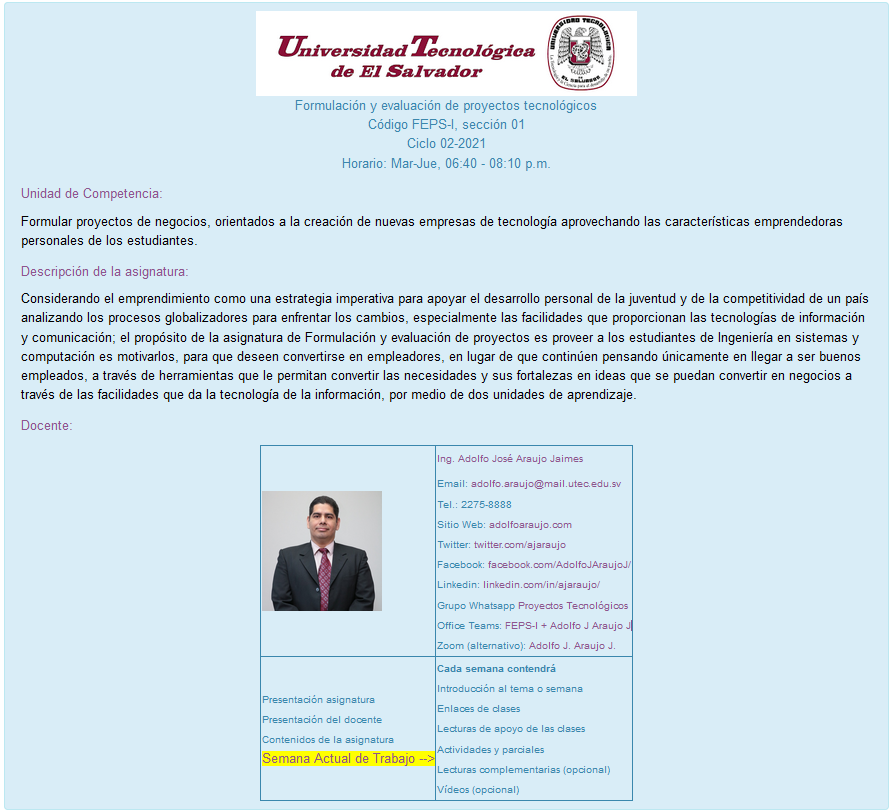 Universidad Tecnológica
de El Salvador
UNIVERSIDAD TECNOLOGICA
EL SALVADOR
Formulación y evaluación de proyectos tecnológicos
Código FEPS-I, sección 01
Ciclo 02-2021
Horario: Mar-Jue, 06:40 - 08:10 p.m.
Unidad de Competencia:
Formular proyectos de negocios, orientados a la creación de nuevas empresas de tecnología aprovechando las características emprendedoras
personales de los estudiantes.
Descripción de la asignatura:
Considerando el emprendimiento como una estrategia imperativa para apoyar el desarrollo personal de la juventud y de la competitividad de un país
analizando los procesos globalizadores para enfrentar los cambios, especialmente las facilidades que proporcionan las tecnologías de información
y comunicación; el propósito de la asignatura de Formulación y evaluación de proyectos es proveer a los estudiantes de Ingeniería en sistemas y
computación es motivarlos, para que deseen convertirse en empleadores, en lugar de que continúen pensando únicamente en llegar a ser buenos
empleados, a través de herramientas que le permitan convertir las necesidades y sus fortalezas en ideas que se puedan convertir en negocios a
través de las facilidades que da la tecnología de la información, por medio de dos unidades de aprendizaje.
Docente:
Ing. Adolfo José Araujo Jaimes
Email: adolfo.araujo@mail.utec.edu.sv
Tel.: 2275-8888
Sitio Web: adolfoaraujo.com
Twitter: twitter.com/ajaraujo
Facebook: facebook.com/AdolfoJAraujoJ/
Linkedin: linkedin.com/in/ajaraujo/
Grupo Whatsapp Proyectos Tecnológicos
Office Teams: FEPS-I + Adolfo J Araujo J
Zoom (alternativo): Adolfo J. Araujo J.
Presentación asignatura
Presentación del docente
Contenidos de la asignatura
Semana Actual de Trabajo -->
Cada semana contendrá
Introducción al tema o semana
Enlaces de clases
Lecturas de apoyo de las clases
Actividades y parciales
Lecturas complementarias (opcional)
Vídeos (opcional)